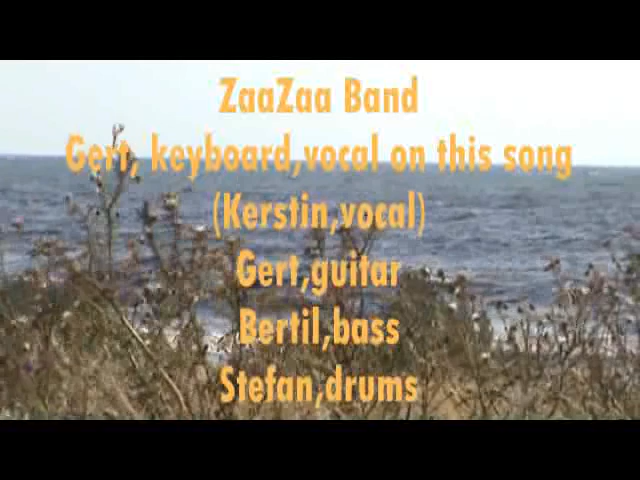 ZaaZaa Band
Gert, keyboard,vocal on this song
(Kerstin,vocal)
Gert,guitar
Bertil,bass
Stefan,drums